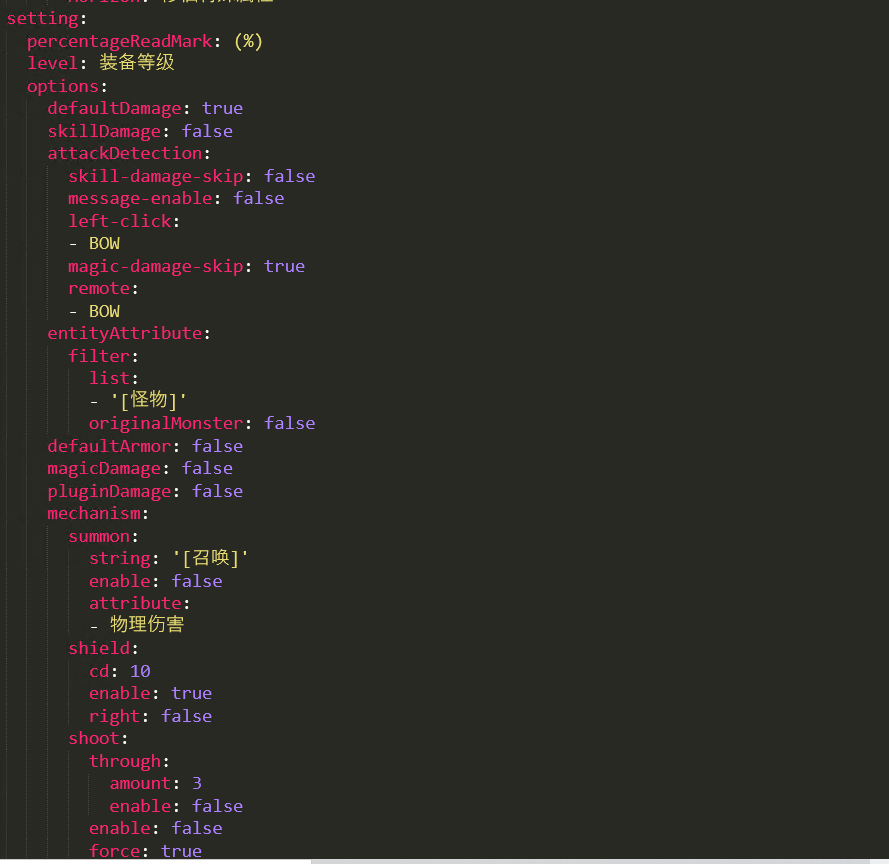 setting:
percentageReadMark: (%)
level: 装备等级
options:
defaultDamage: true
skillDamage: false
attackDetection:
skill-damage-skip: false
message-enable: false
left-click:
- BOW
magic-damage-skip: true
remote:
- BOW
entityAttribute:
filter:
list:
- '[怪物]'
originalMonster: false
defaultArmor: false
magicDamage: false
pluginDamage: false
mechanism:
summon:
string: '[召唤]'
enable: false
attribute:
- 物理伤害
shield:
cd: 10
enable: true
right: false
shoot:
through:
amount: 3
enable: false
enable: false
force: true